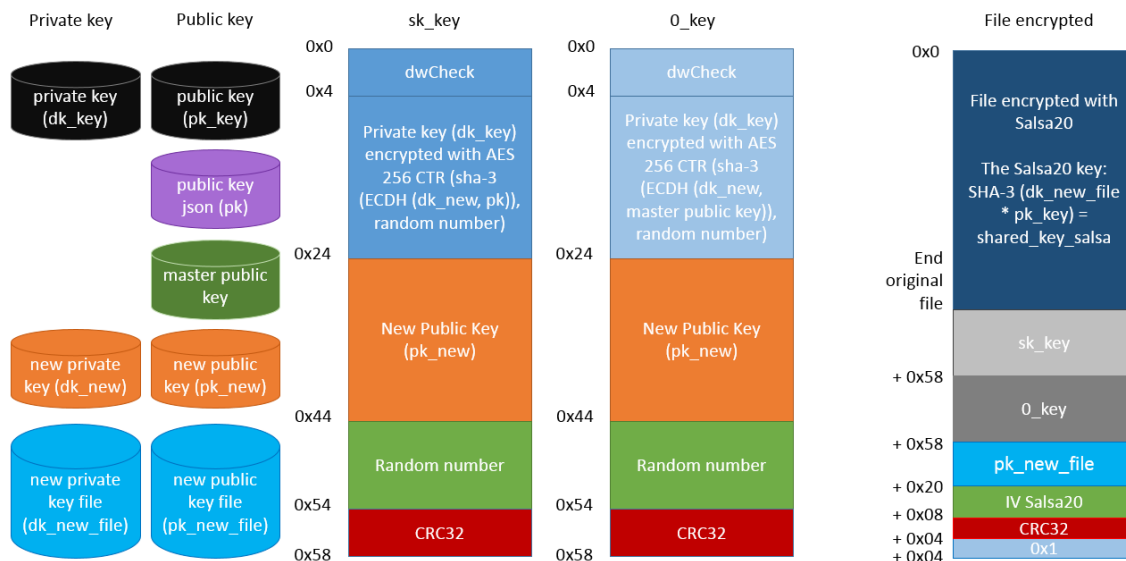 Private key
Public key
sk_key
0_key
File encrypted
private key
(dk_key)
public key
(pk_key)
public key
json (pk)
master public
key
new private
key (dk_new)
new public
key (pk_new)
new private
key file
(dk_new_file)
new public
key file
(pk_new_file)
0x0
dwCheck
0x4
Private key (dk_key)
encrypted with AES
256 CTR (sha-3
(ECDH (dk_new, pk)),
random number)
0x24
New Public Key
(pk_new)
0x44
Random number
0x54
CRC32
0x58
0x0
dwCheck
0x4
Private key (dk_key)
encrypted with AES
256 CTR (sha-3
(ECDH (dk_new,
master public key)),
random number)
0x24
New Public Key
(pk_new)
0x44
Random number
0x54
CRC32
0x58
0x0
File encrypted with
Salsa20
The Salsa20 key:
SHA-3 (dk_new_file
* pk_key) =
shared_key_salsa
End
original
file
sk_key
+ 0x58
0_key
+ 0x58
pk_new_file
+ 0x20
IV Salsa20
+ 0x08
CRC32
+ 0x04
0x1
+ 0x04